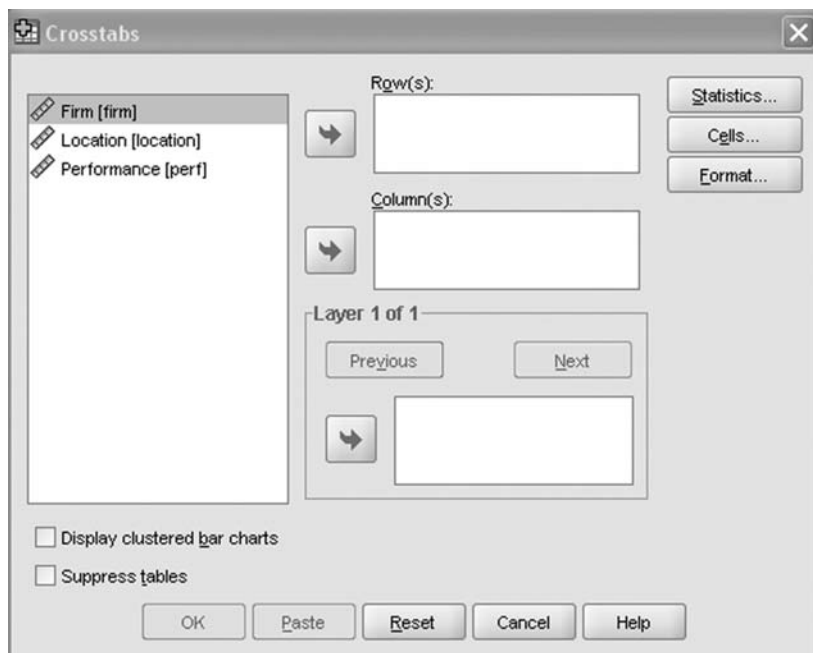 Crosstabs
Firm [firm]
Location [location]
Performance [perf]
Row(s):
Column(s):
Layer 1 of 1
Previous
Next
Statistics...
Cells...
Format...
Display clustered bar charts
Suppress tables
OK
Paste
Reset
Cancel
Help